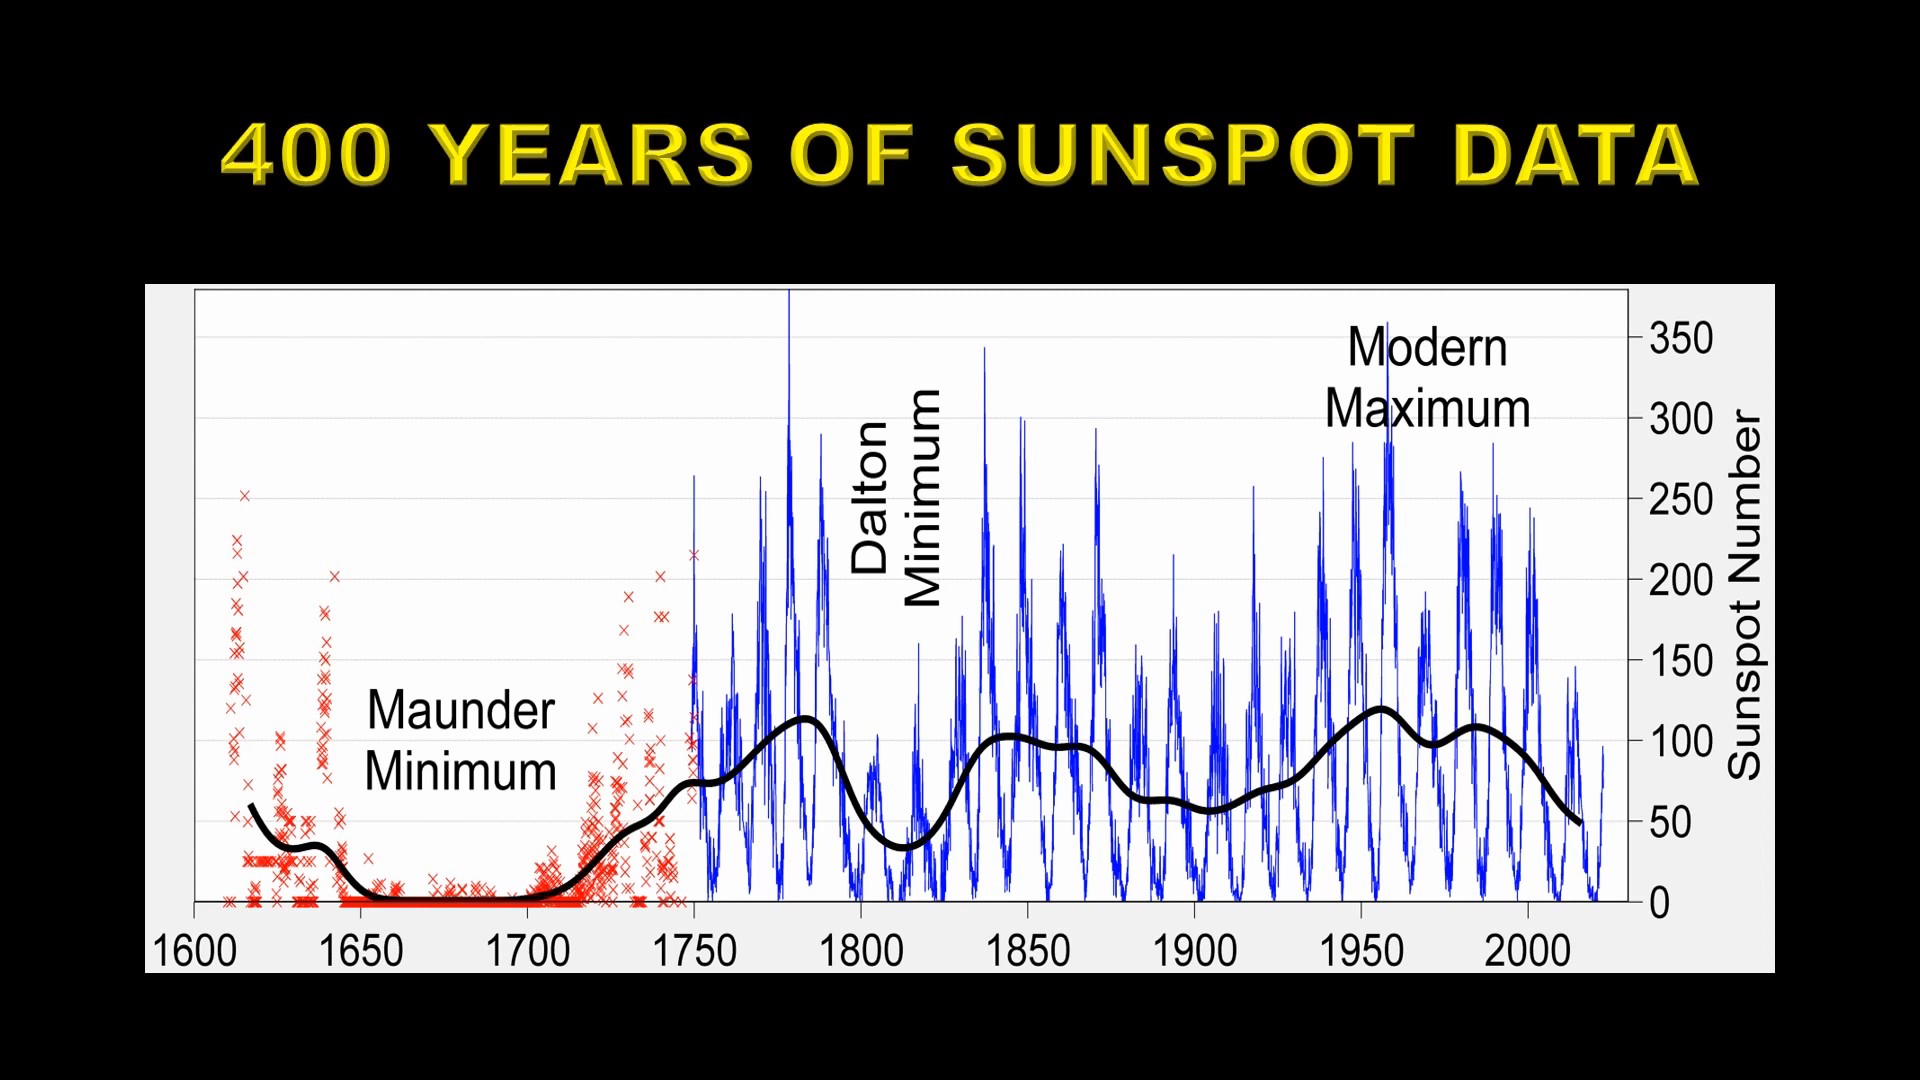 400 YEARS OF SUNSPOT DATA
Modern
Maximum
Dalton
Minimum
Maunder
Minimum
350
300
250
200
150
100
50
0
Sunspot Number
1600 1650 1700 1750 1800 1850 1900 1950 2000